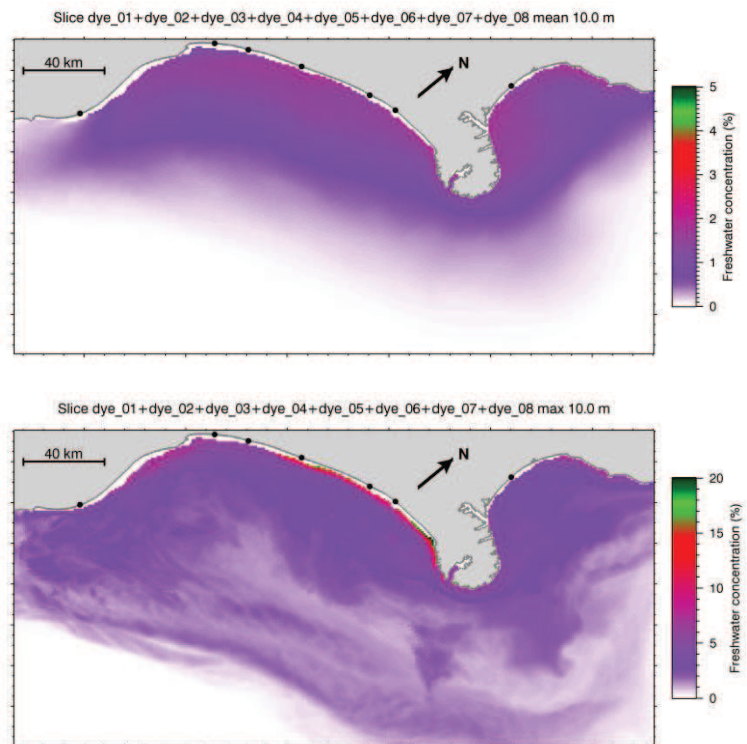 Slice dye_01+dye_02+dye_03+dye_04+dye_05+dye_06+dye_07+dye_08 mean 10.0 m
40 km
N
5
4
3
2
1
0
Freshwater concentration (%)
Slice dye_01+dye_02+dye_03+dye_04+dye_05+dye_06+dye_07+dye_08 max 10.0 m
40 km
N
20
15
10
5
0
Freshwater concentration (%)